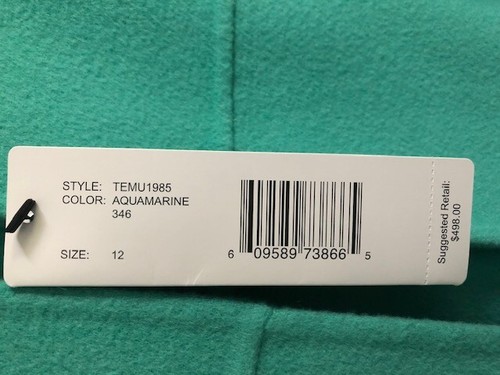 STYLE: TEMU1985
COLOR: AQUAMARINE
346
SIZE: 12
6 09589 73866 5
Suggested Retail:
$498.00